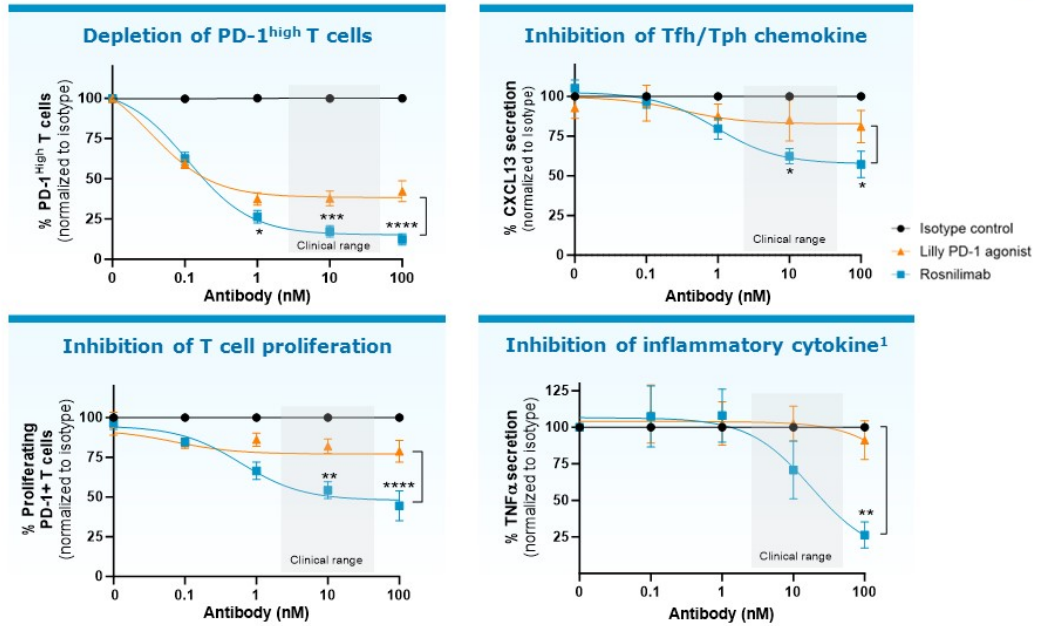 Depletion of PD-1high T cells
% PD-1High T cells
(normalized to isotype)
100
75
50
25
0
*
***
****
Clinical range
0 0.1 1 10 100
Antibody (nM)
Inhibition of Tfh/Tph chemokine
% CXCL13 secretion
(normalized to Isotype)
100
75
50
25
0
*
*
Clinical range
0 0.1 1 10 100
Antibody (nM)
Isotype control
Lilly PD-1 agonist
Rosnilimab
Inhibition of T cell proliferation
% Proliferating
PD-1+ T cells
(normalized to isotype)
100
75
50
25
0
**
****
Clinical range
0 0.1 1 10 100
Antibody (nM)
Inhibition of inflammatory cytokine1
% TNFα secretion
(normalized to isotype)
125
100
75
50
25
**
Clinical range
0 0.1 1 10 100
Antibody (nM)